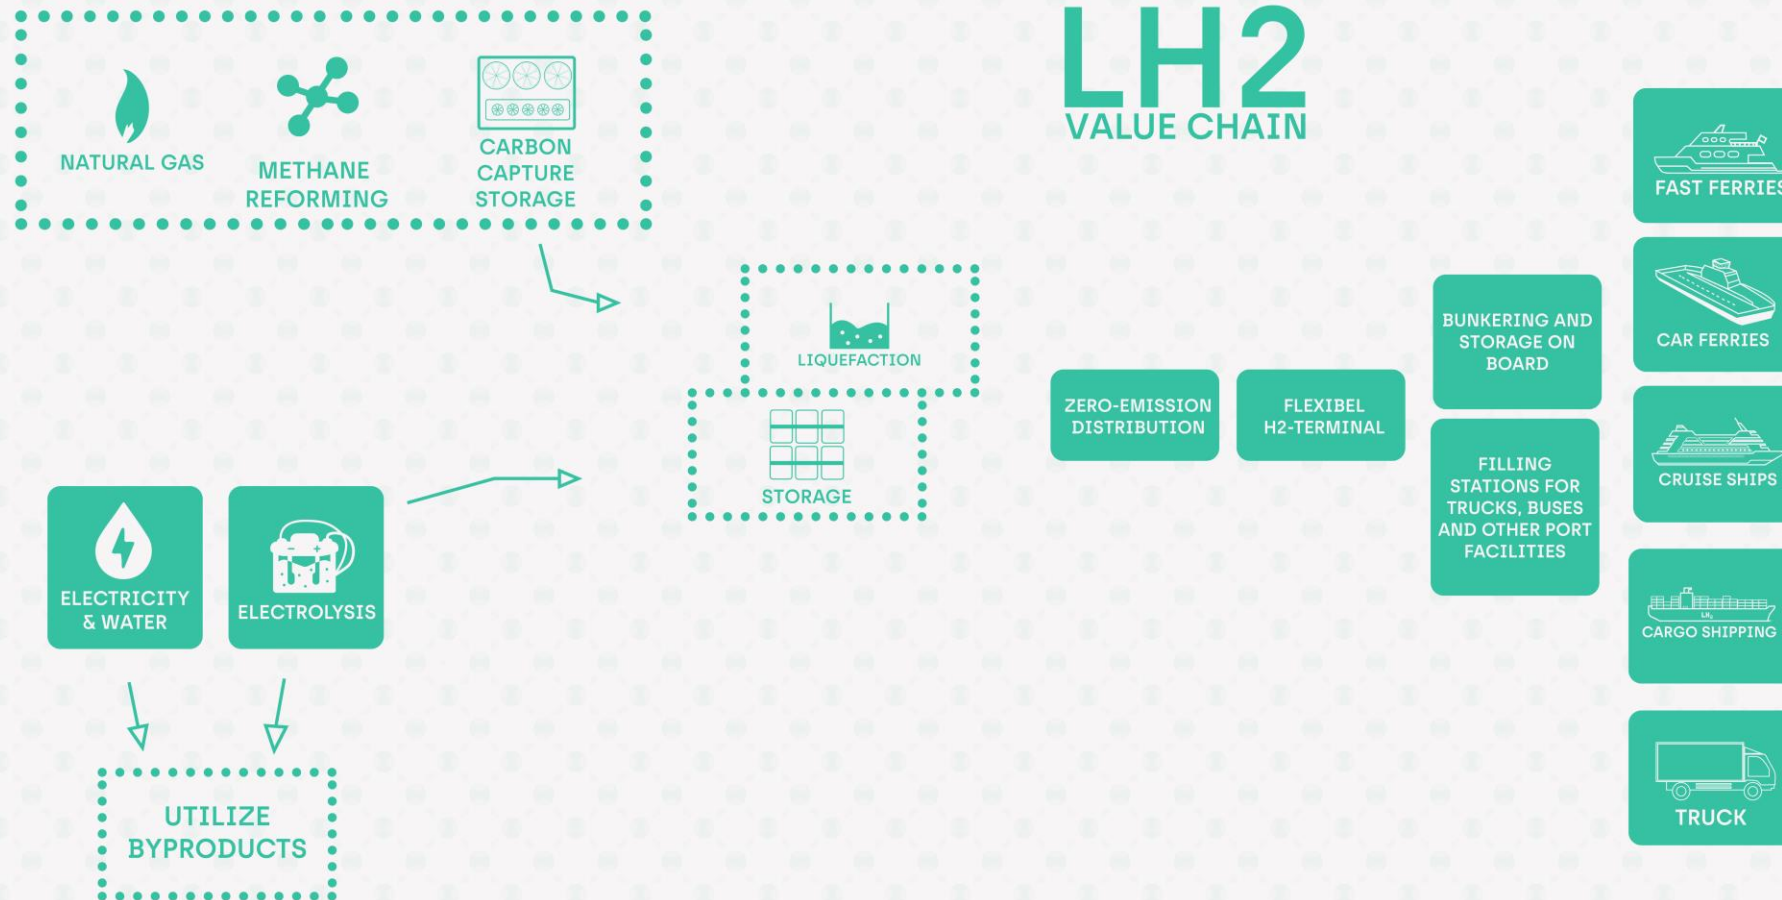 LH2
VALUE CHAIN
NATURAL GAS
METHANE
REFORMING
CARBON
CAPTURE
STORAGE
LIQUEFACTION
STORAGE
ELECTRICITY
& WATER
ELECTROLYSIS
UTILIZE
BYPRODUCTS
ZERO-EMISSION
DISTRIBUTION
FLEXIBEL
H2-TERMINAL
BUNKERING AND
STORAGE ON
BOARD
FILLING
STATIONS FOR
TRUCKS, BUSES
AND OTHER PORT
FACILITIES
FAST FERRIES
CAR FERRIES
CRUISE SHIPS
LH₂
CARGO SHIPPING
TRUCK